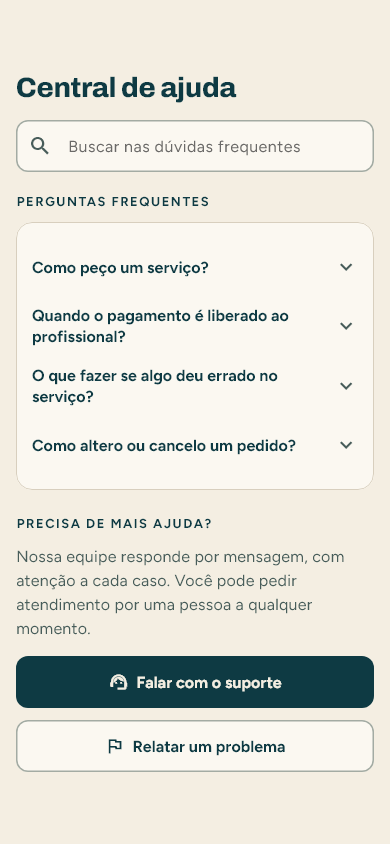 Central de ajuda
Buscar nas dúvidas frequentes
PERGUNTAS FREQUENTES
Como peço um serviço?
Quando o pagamento é liberado ao
profissional?
O que fazer se algo deu errado no
serviço?
Como altero ou cancelo um pedido?
PRECISA DE MAIS AJUDA?
Nossa equipe responde por mensagem, com
atenção a cada caso. Você pode pedir
atendimento por uma pessoa a qualquer
momento.
Falar com o suporte
Relatar um problema